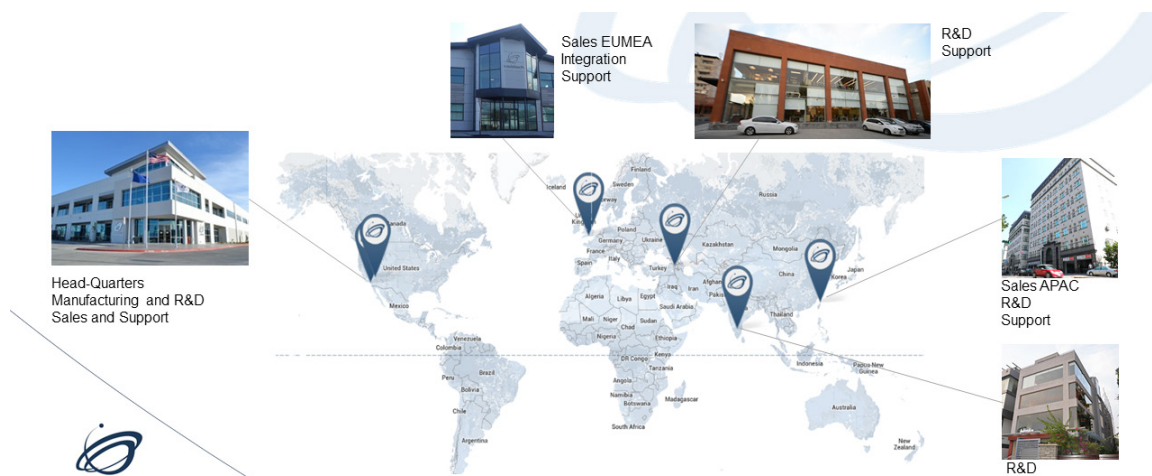 Sales EUMEA
Integration
Support
R&D
Support
Head-Quarters
Manufacturing and R&D
Sales and Support
Sales APAC
R&D
Support
R&D
Iceland
Sweden
Finland
Norway
Russia
Canada
Kingdom
Poland
Germany
Ukraine
Kazakhstan
Mongolia
France
Italy
Spain
Turkey
United States
China
Japan
Korea
Iraq
Iran
Mexico
Algeria
Libya
Egypt
Saudi Arabia
Thailand
Mali
Niger
Sudan
Chad
Nigeria
Ethiopia
Venezuela
Colombia
DR Congo
Kenya
Tanzania
Indonesia
Papua New
Guinea
Peru
Brazil
Bolivia
Angola
Namibia
Botswana
Madagascar
Chile
South Africa
Australia
Argentina
New
Zealand